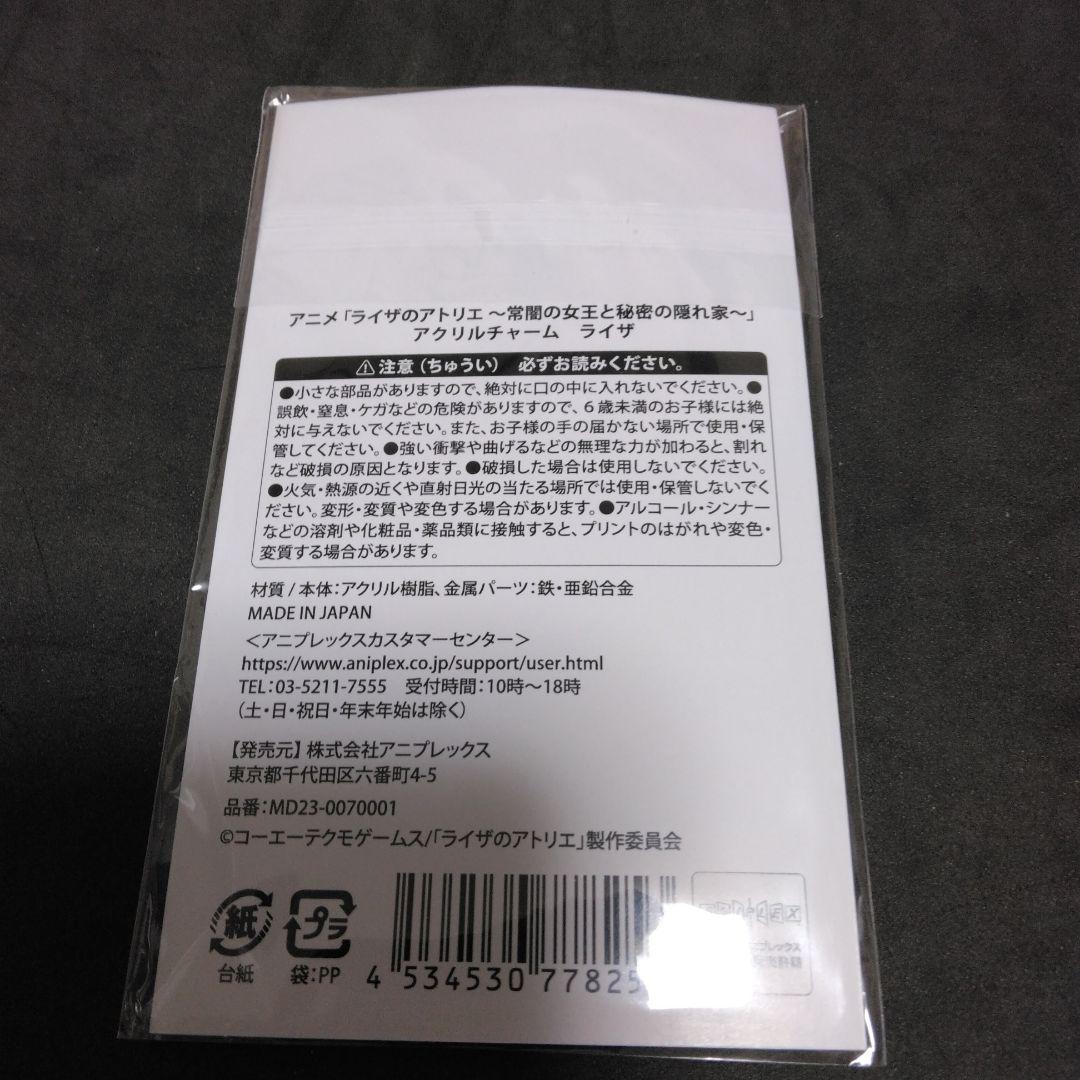 アニメ「ライザのアトリエ ～常闇の女王と秘密の隠れ家～」
アクリルチャーム　ライザ
⚠注意（ちゅうい）　必ずお読みください。
●小さな部品がありますので、絶対に口の中に入れないでください。●
誤飲・窒息・ケガなどの危険がありますので、６歳未満のお子様には絶
対に与えないでください。また、お子様の手の届かない場所で使用・保
管してください。●強い衝撃や曲げるなどの無理な力が加わると、割れ
など破損の原因となります。●破損した場合は使用しないでください。
●火気・熱源の近くや直射日光の当たる場所では使用・保管しないでく
ださい。変形・変質や変色する場合があります。●アルコール・シンナー
などの溶剤や化粧品・薬品類に接触すると、プリントのはがれや変色・
変質する場合があります。
材質 / 本体：アクリル樹脂、金属パーツ：鉄・亜鉛合金
MADE IN JAPAN
＜アニプレックスカスタマーセンター＞
https://www.aniplex.co.jp/support/user.html
TEL：03-5211-7555　受付時間：10時～18時
（土・日・祝日・年末年始は除く）
【発売元】株式会社アニプレックス
東京都千代田区六番町4-5
品番：MD23-0070001
©コーエーテクモゲームス/「ライザのアトリエ」製作委員会
紙
プラ
台紙
袋：PP
4 534530 77825